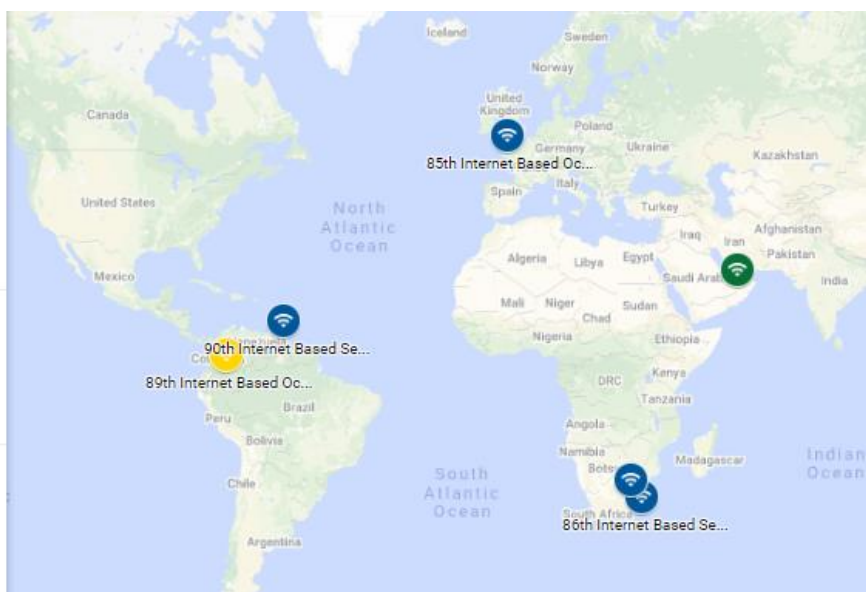 Iceland
Sweden
Norway
Canada
United
Kingdom
Poland
Germany
Ukraine
Kazakhstan
85th Internet Based Oc...
Spain
Italy
Turkey
United States
North
Atlantic
Ocean
Iraq
Iran
Afghanistan
Pakistan
Algeria
Libya
Egypt
Saudi Arab
India
Mexico
Mali
Niger
Chad
Sudan
Nigeria
Ethiopia
90th Internet Based Se...
89th Internet Based Oc...
DRC
Kenya
Tanzania
Peru
Brazil
Bolivia
Angola
Namibia
Madagascar
Chile
South
Atlantic
Ocean
Indian
Ocean
South Africa
86th Internet Based Se...
Argentina